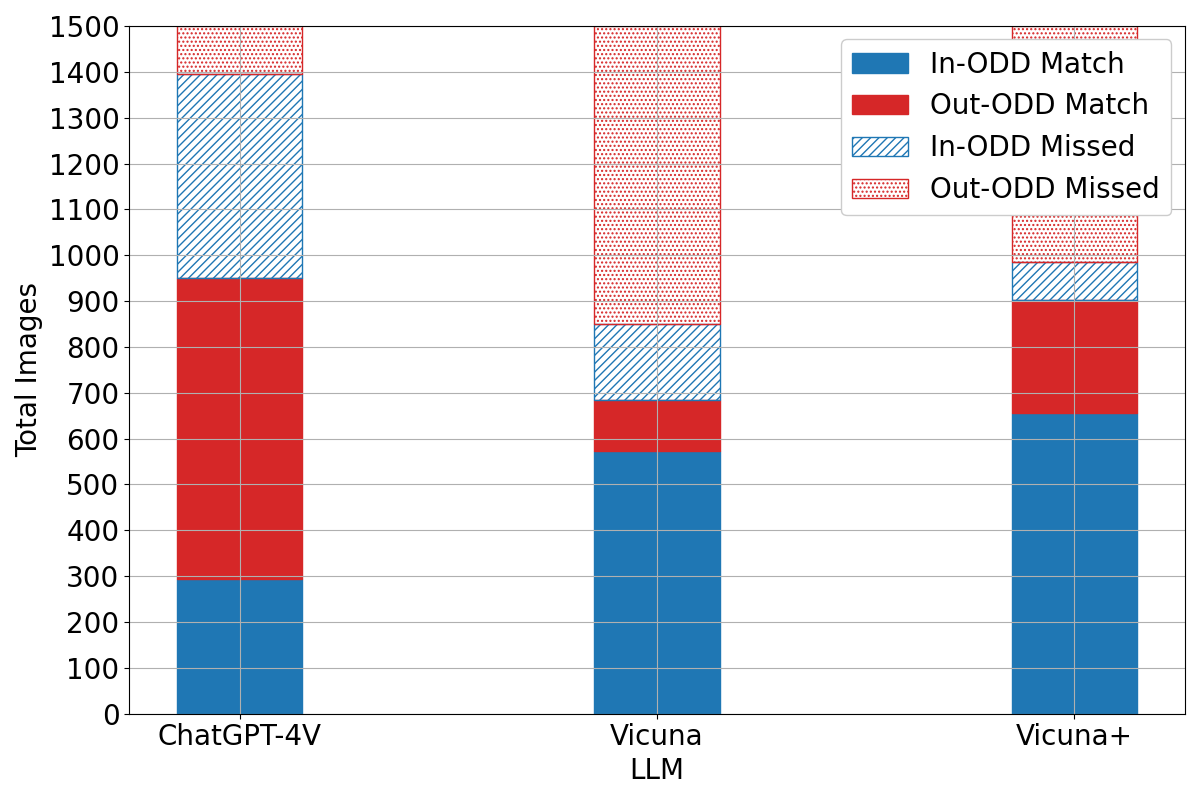 1500
1400
1300
1200
1100
1000
900
800
700
600
500
400
300
200
100
0
Total Images
In-ODD Match
Out-ODD Match
In-ODD Missed
Out-ODD Missed
ChatGPT-4V Vicuna Vicuna+
LLM